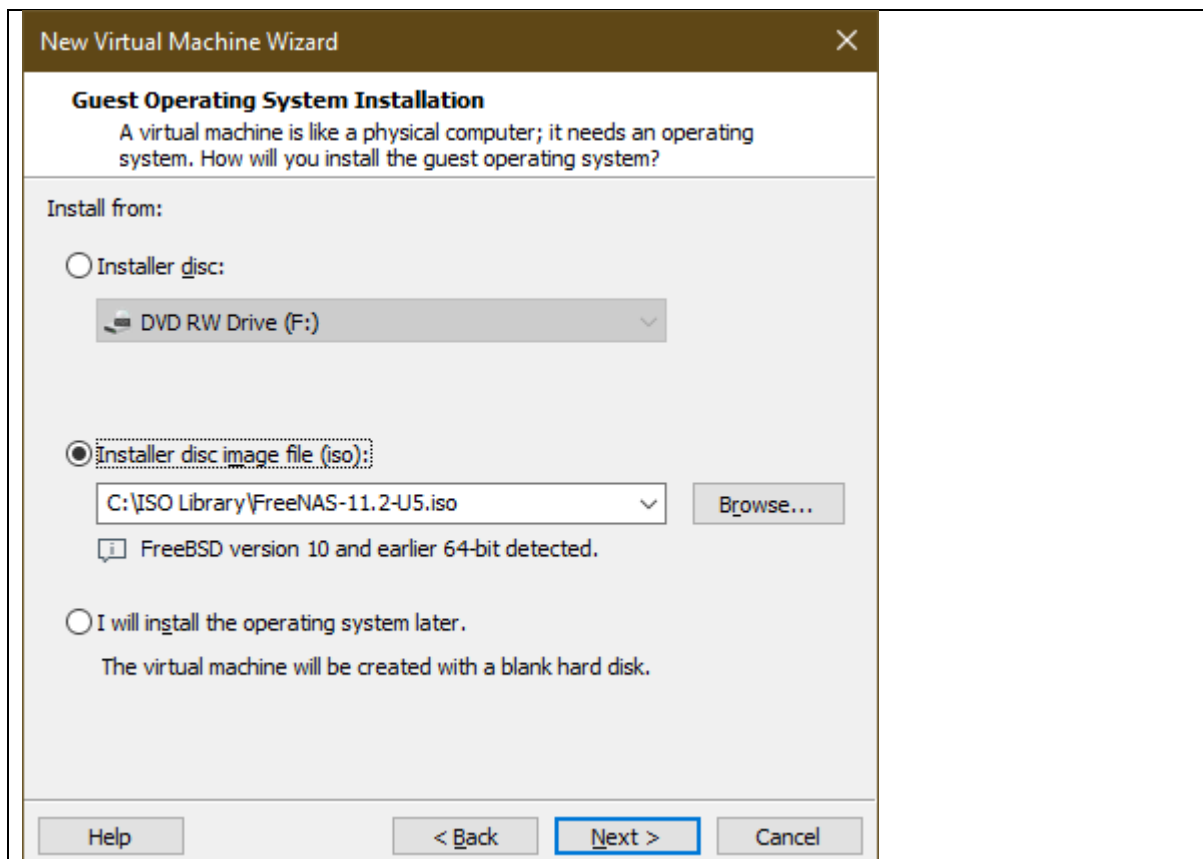 New Virtual Machine Wizard
Guest Operating System Installation
A virtual machine is like a physical computer; it needs an operating
system. How will you install the guest operating system?
Install from:
Installer disc:
DVD RW Drive (F:)
Installer disc image file (iso):
C:\ISO Library\FreeNAS-11.2-U5.iso
Browse...
FreeBSD version 10 and earlier 64-bit detected.
I will install the operating system later.
The virtual machine will be created with a blank hard disk.
Help
< Back
Next >
Cancel